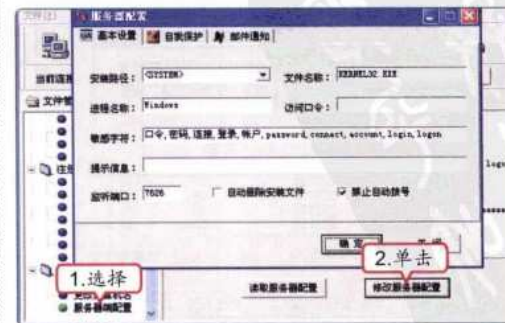 文件(F)
服务器配置
基本设置 自我保护 邮件通知
当前连接
安装路径： <SYSTEM> 文件名称： KERNEL32.EXE
文件管
进程名称： Windows 访问口令：
敏感字符： 口令,密码,连接,登录,帐户,password,connect,account,login,logon
提示信息：
监听端口： 7626 自动删除安装文件 禁止自动拨号
确 定
1.选择
2.单击
读取服务器配置 修改服务器配置
服务器端配置